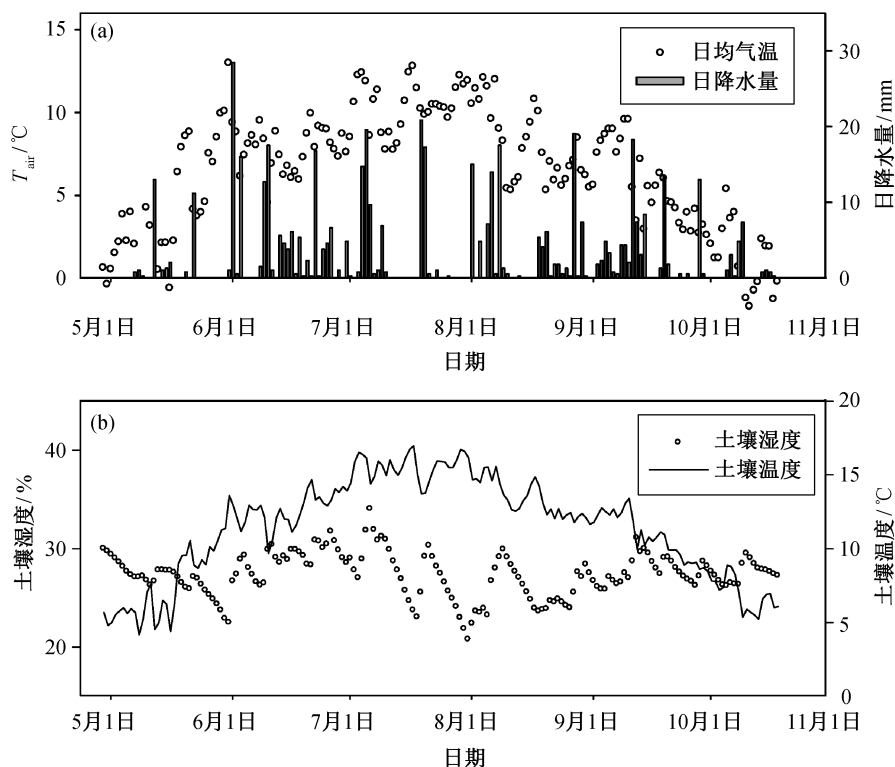 (a)
日均气温
日降水量
15
10
5
0
T_air/℃
30
20
10
0
日降水量/mm
5月1日 6月1日 7月1日 8月1日 9月1日 10月1日 11月1日
日期
(b)
土壤湿度
土壤温度
40
30
20
土壤湿度/%
20
15
10
5
0
土壤温度/℃
5月1日 6月1日 7月1日 8月1日 9月1日 10月1日 11月1日
日期